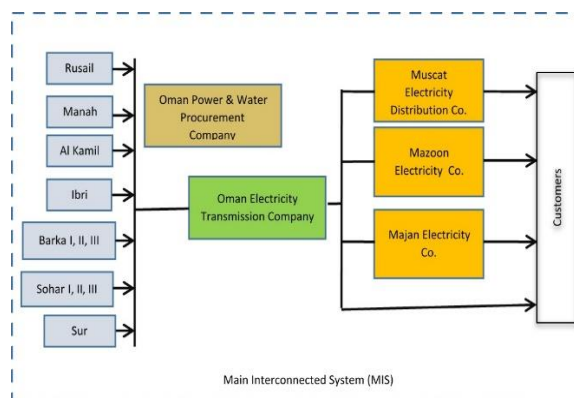 Rusail
Manah
Al Kamil
Ibri
Barka I, II, III
Sohar I, II, III
Sur
Oman Power & Water
Procurement
Company
Oman Electricity
Transmission Company
Muscat
Electricity
Distribution Co.
Mazoon
Electricity Co.
Majan Electricity
Co.
Customers
Main Interconnected System (MIS)